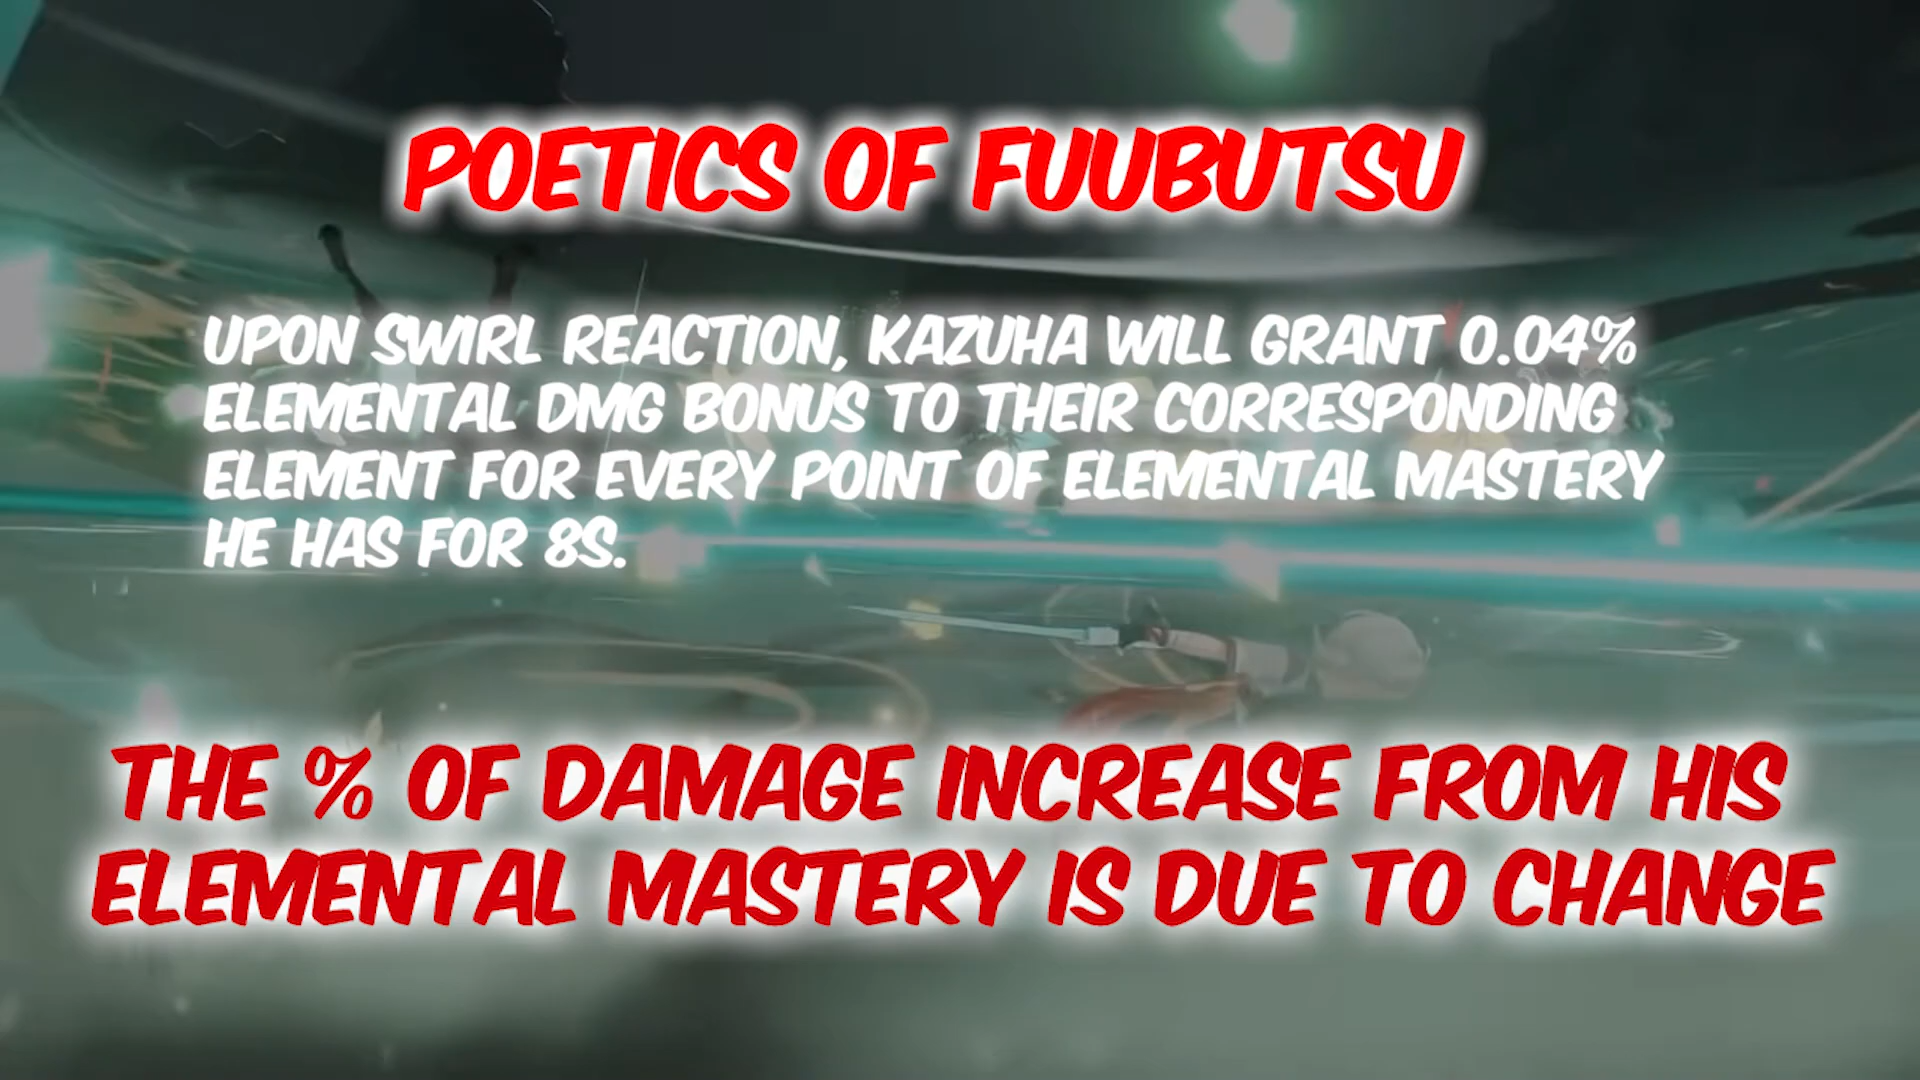 POETICS OF FUUBUTSU
UPON SWIRL REACTION, KAZUHA WILL GRANT 0.04%
ELEMENTAL DMG BONUS TO THEIR CORRESPONDING
ELEMENT FOR EVERY POINT OF ELEMENTAL MASTERY
HE HAS FOR 8S.
THE % OF DAMAGE INCREASE FROM HIS
ELEMENTAL MASTERY IS DUE TO CHANGE